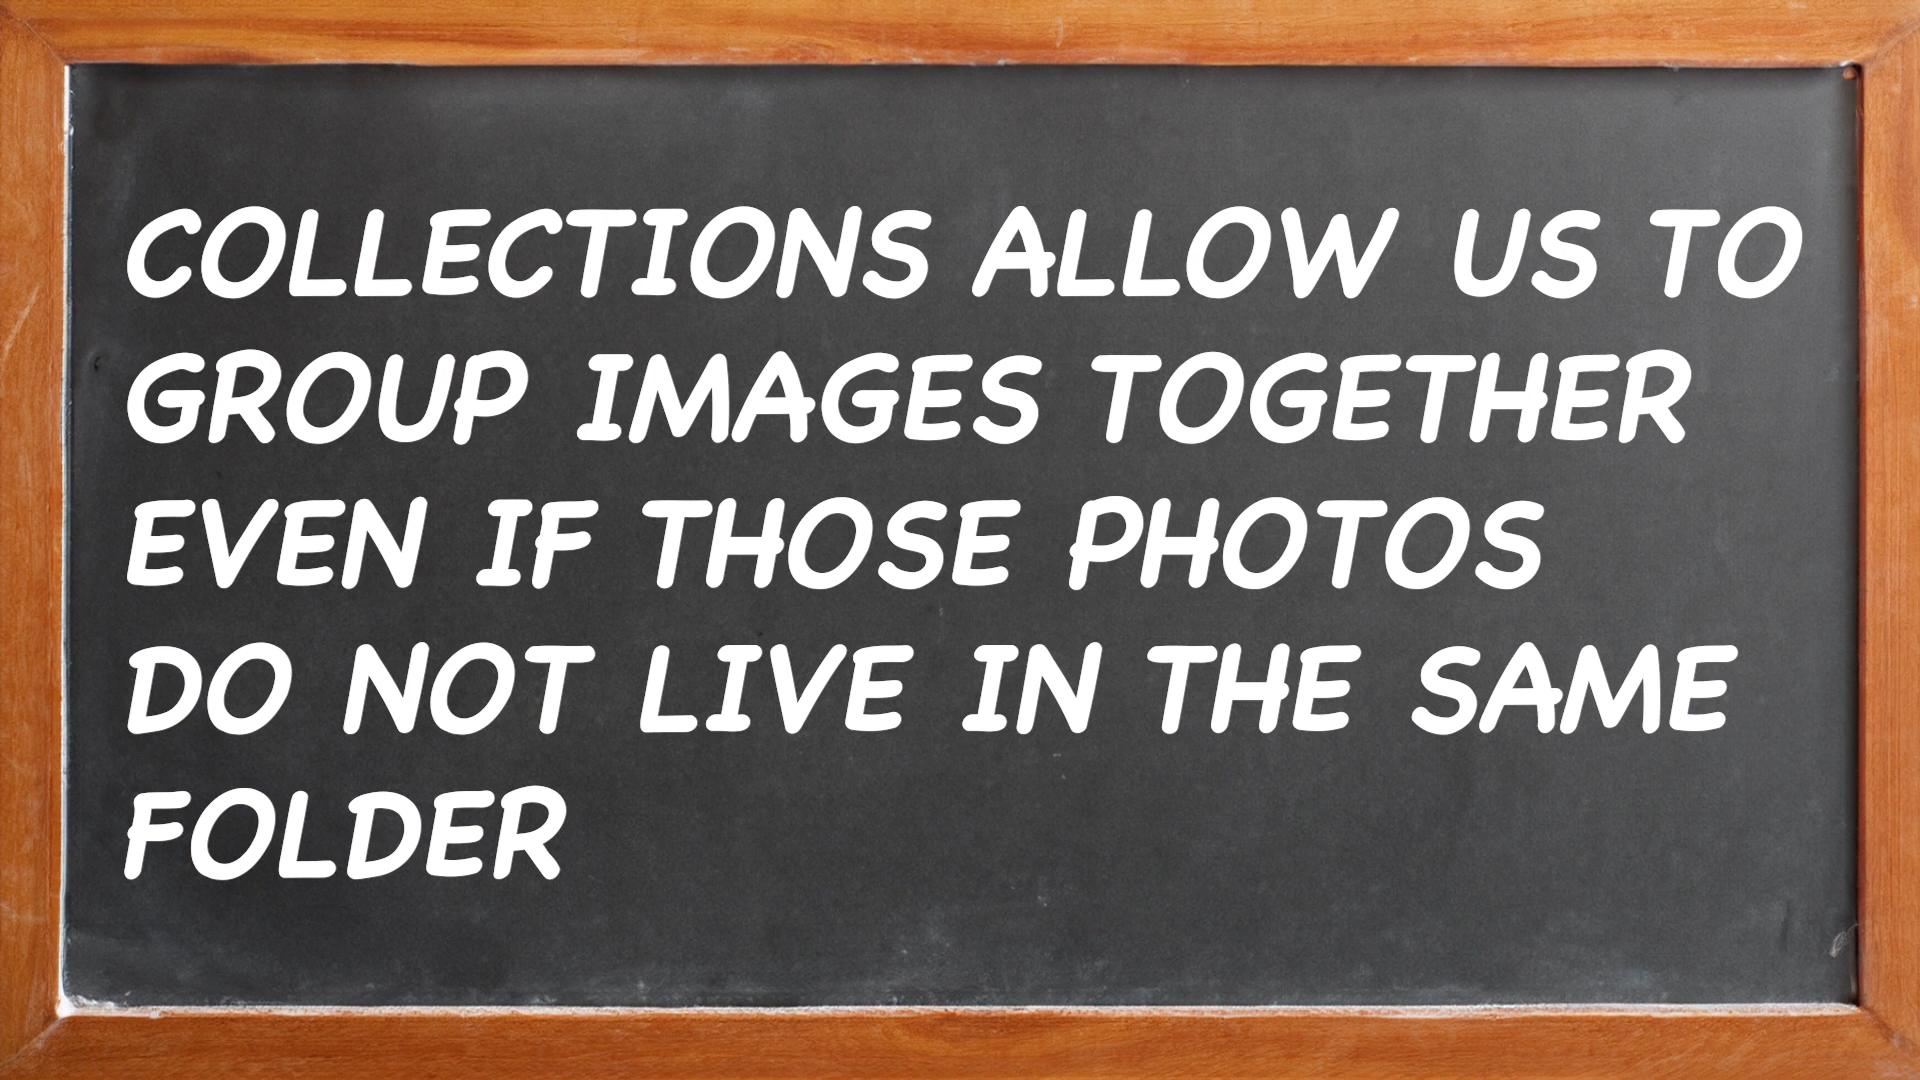 COLLECTIONS ALLOW US TO
GROUP IMAGES TOGETHER
EVEN IF THOSE PHOTOS
DO NOT LIVE IN THE SAME
FOLDER